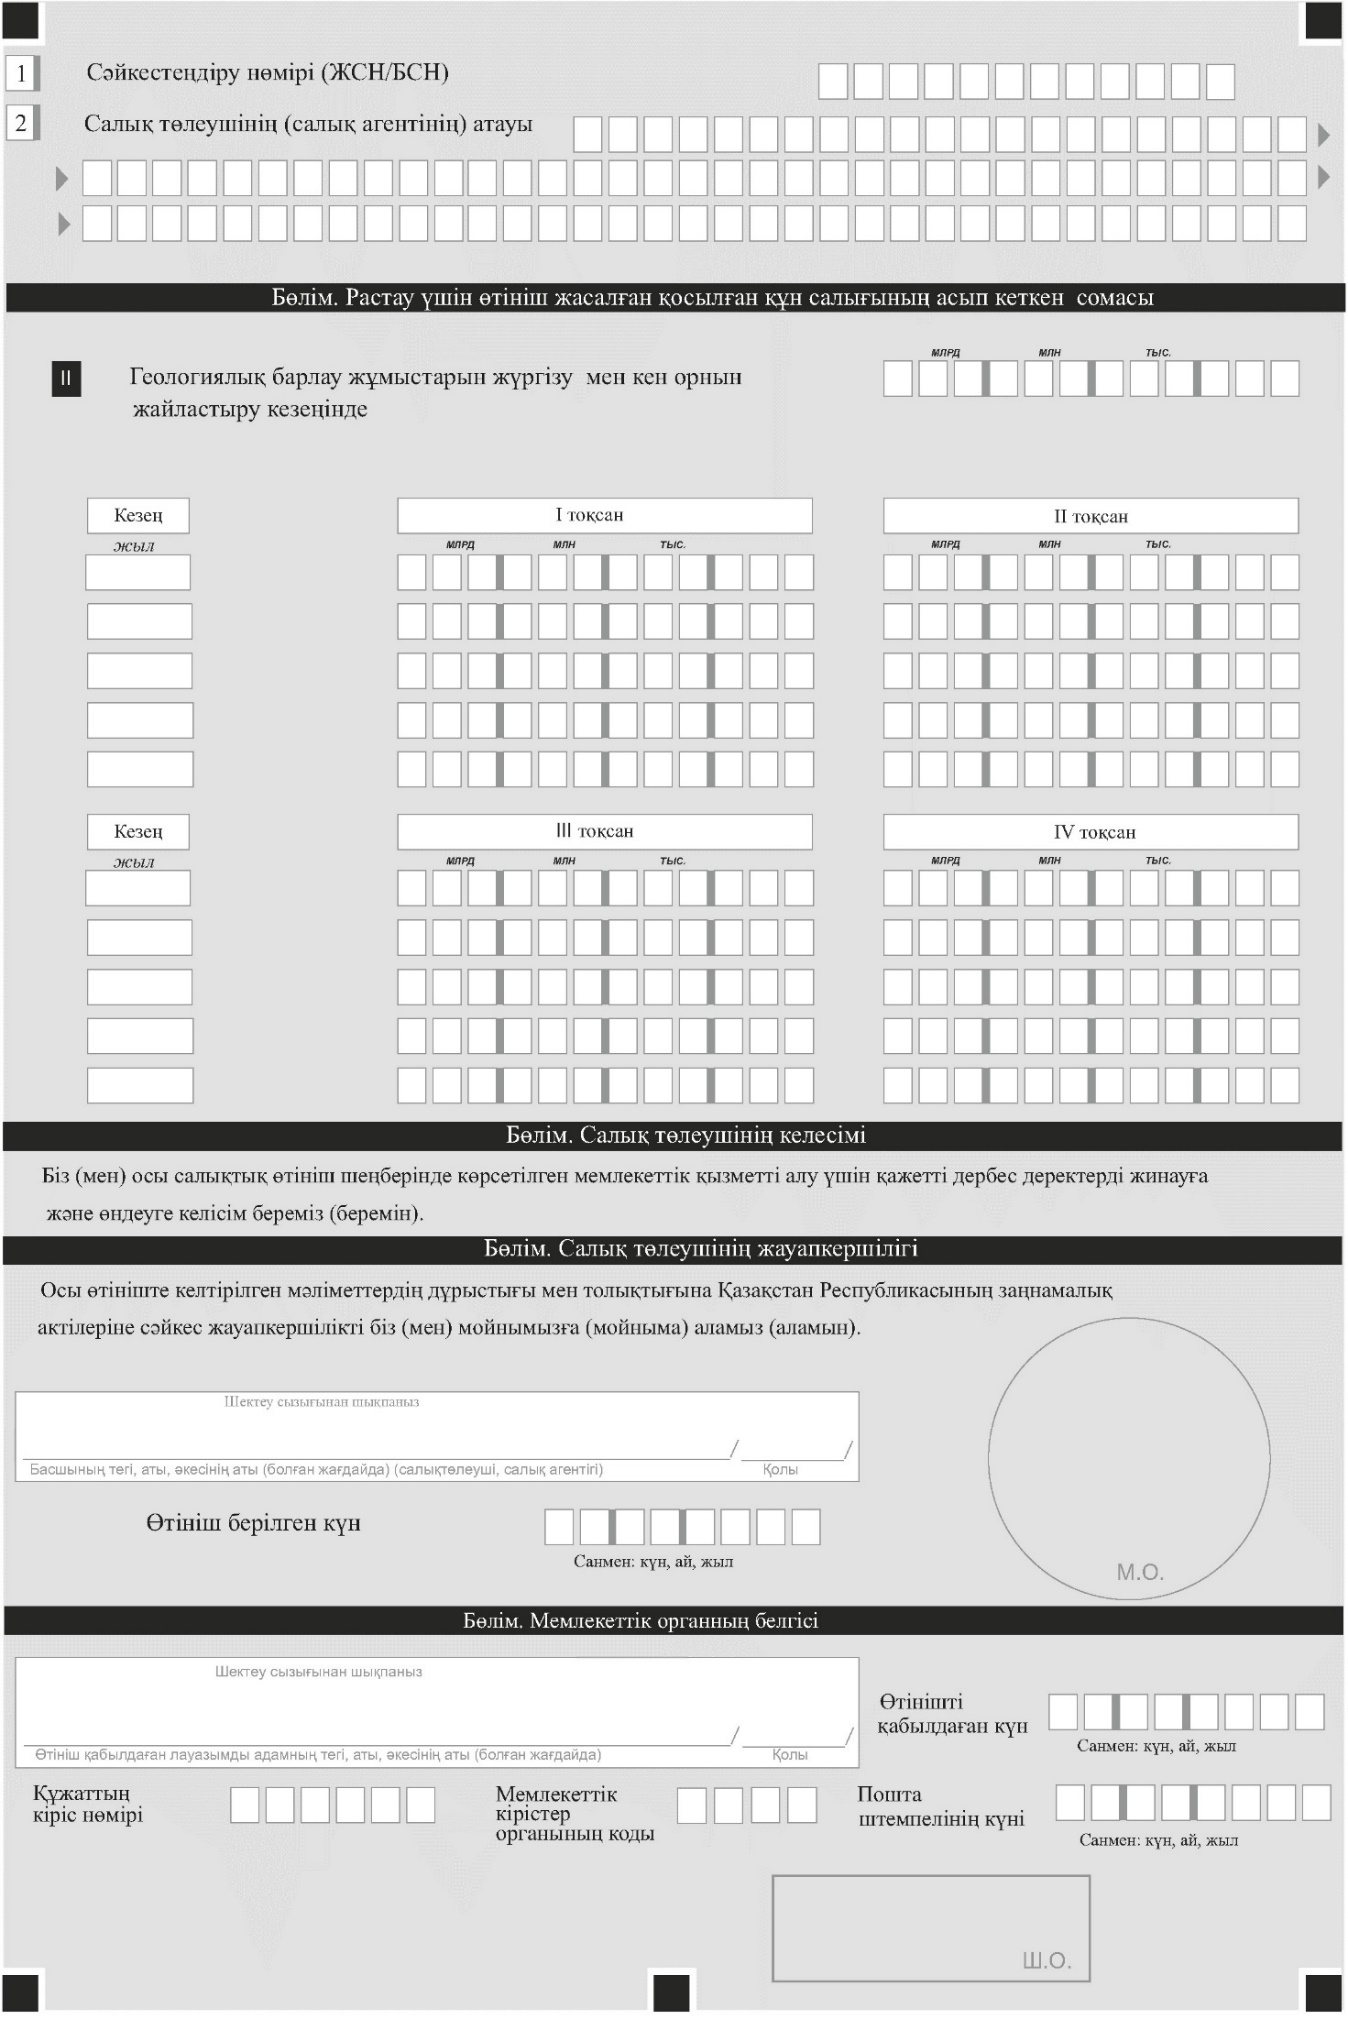 1 Сәйкестеңдіру нөмірі (ЖСН/БСН)
2 Салық төлеушінің (салық агентінің) атауы
Бөлім. Растау үшін өтініш жасалған қосылған құн салығының асып кеткен сомасы
МЛРД МЛН ТЫС.
II Геологиялық барлау жұмыстарын жүргізу мен кен орнын
жайластыру кезеңінде
Кезең I тоқсан II тоқсан
жыл МЛРД МЛН ТЫС. МЛРД МЛН ТЫС.
Кезең III тоқсан IV тоқсан
жыл МЛРД МЛН ТЫС. МЛРД МЛН ТЫС.
Бөлім. Салық төлеушінің келесімі
Біз (мен) осы салықтық өтініш шеңберінде көрсетілген мемлекеттік қызметті алу үшін қажетті дербес деректерді жинауға
және өндеуге келісім береміз (беремін).
Бөлім. Салық төлеушінің жауапкершілігі
Осы өтініште келтірілген мәліметтердің дұрыстығы мен толықтығына Қазақстан Республикасының заңнамалық
актілеріне сәйкес жауапкершілікті біз (мен) мойнымызға (мойныма) аламыз (аламын).
Шектеу сызығынан шықпаңыз
/ /
Басшының тегі, аты, әкесінің аты (болған жағдайда) (салықтөлеуші, салық агентігі) Қолы
Өтініш берілген күн
Санмен: күн, ай, жыл
М.О.
Бөлім. Мемлекеттік органның белгісі
Шектеу сызығынан шықпаңыз
/ /
Өтініш қабылдаған лауазымды адамның тегі, аты, әкесінің аты (болған жағдайда) Қолы
Өтінішті
қабылдаған күн
Санмен: күн, ай, жыл
Құжаттың
кіріс нөмірі
Мемлекеттік
кірістер
органының коды
Пошта
штемпелінің күні
Санмен: күн, ай, жыл
Ш.О.